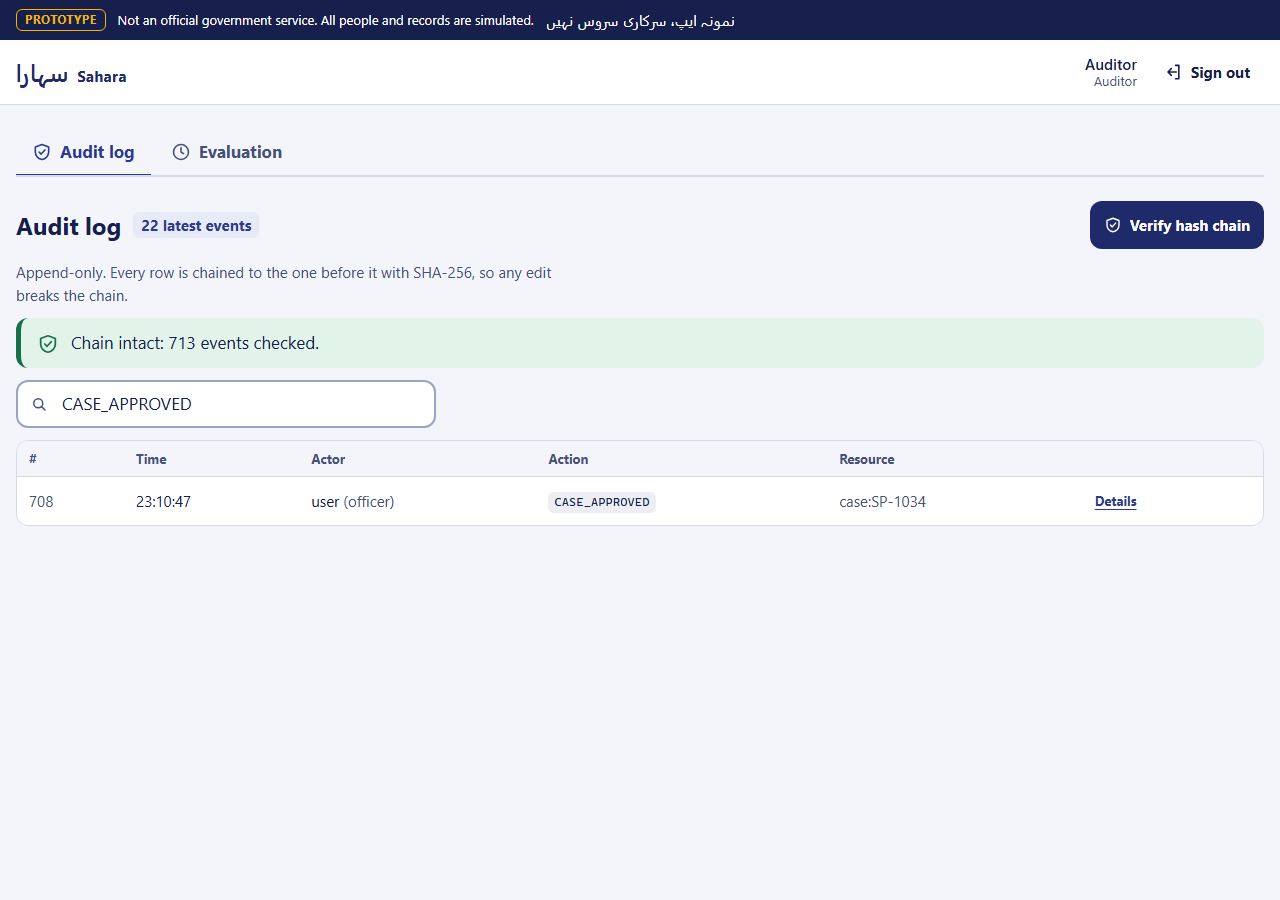 PROTOTYPE Not an official government service. All people and records are simulated. نمونہ ایپ، سرکاری سروس نہیں
سہارا Sahara
Auditor
Auditor
Sign out
Audit log Evaluation
Audit log 22 latest events Verify hash chain
Append-only. Every row is chained to the one before it with SHA-256, so any edit
breaks the chain.
Chain intact: 713 events checked.
CASE_APPROVED
# Time Actor Action Resource
708 23:10:47 user (officer) CASE_APPROVED case:SP-1034 Details